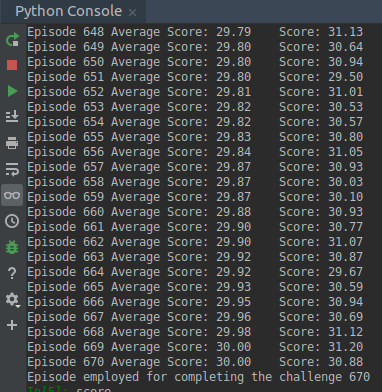 Python Console ×
Episode 648 Average Score: 29.79 Score: 31.13
Episode 649 Average Score: 29.80 Score: 30.64
Episode 650 Average Score: 29.80 Score: 30.94
Episode 651 Average Score: 29.80 Score: 29.50
Episode 652 Average Score: 29.81 Score: 31.01
Episode 653 Average Score: 29.82 Score: 30.53
Episode 654 Average Score: 29.82 Score: 30.57
Episode 655 Average Score: 29.83 Score: 30.80
Episode 656 Average Score: 29.84 Score: 31.05
Episode 657 Average Score: 29.87 Score: 30.93
Episode 658 Average Score: 29.87 Score: 30.03
Episode 659 Average Score: 29.87 Score: 30.10
Episode 660 Average Score: 29.88 Score: 30.93
Episode 661 Average Score: 29.90 Score: 30.77
Episode 662 Average Score: 29.90 Score: 31.07
Episode 663 Average Score: 29.92 Score: 30.87
Episode 664 Average Score: 29.92 Score: 29.67
Episode 665 Average Score: 29.93 Score: 30.59
Episode 666 Average Score: 29.95 Score: 30.94
Episode 667 Average Score: 29.96 Score: 30.69
Episode 668 Average Score: 29.98 Score: 31.12
Episode 669 Average Score: 30.00 Score: 31.20
Episode 670 Average Score: 30.00 Score: 30.88
Episodes employed for completing the challenge 670
In[5]: score